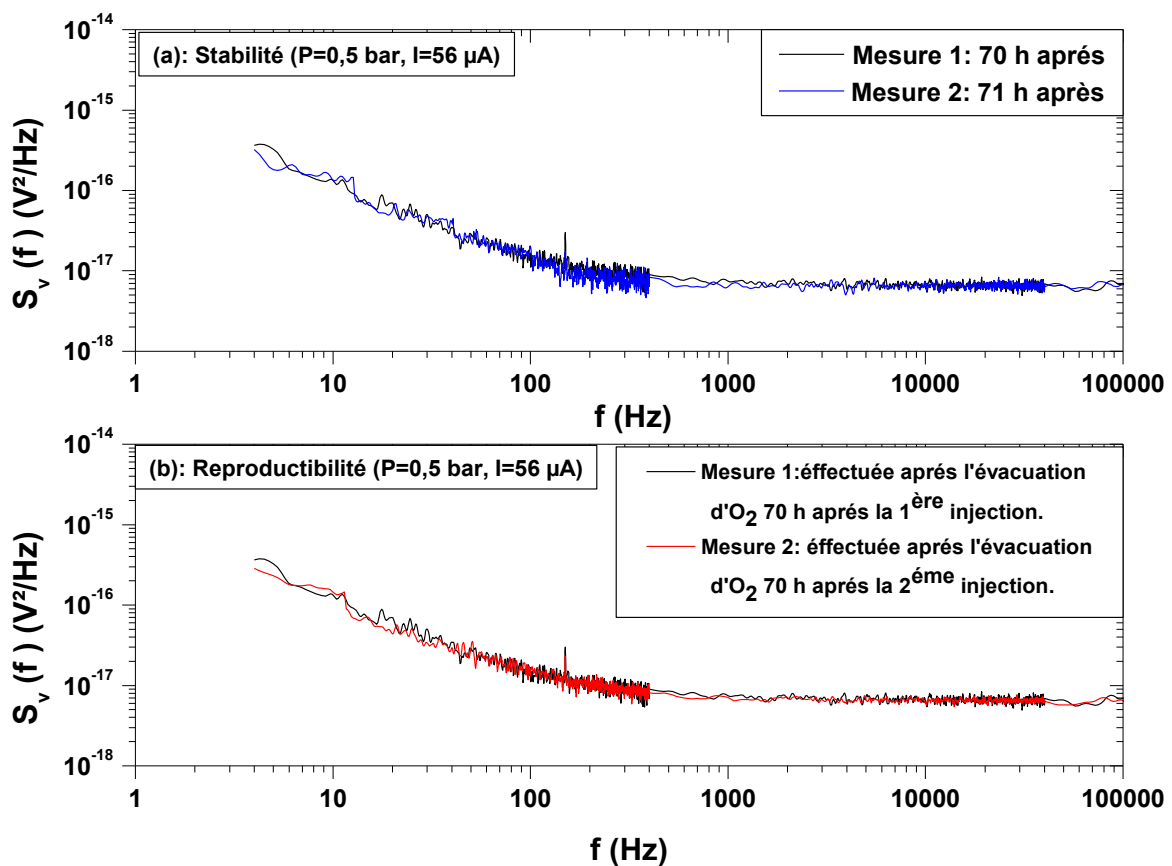 10-14
(a): Stabilité (P=0,5 bar, I=56 µA)
Mesure 1: 70 h aprés
Mesure 2: 71 h après
10-15
10-16
10-17
10-18
S_v (f ) (V²/Hz)
1 10 100 1000 10000 100000
f (Hz)
10-14
(b): Reproductibilité (P=0,5 bar, I=56 µA)
Mesure 1:éffectuée aprés l'évacuation
d'O2 70 h aprés la 1ère injection.
Mesure 2: éffectuée aprés l'évacuation
d'O2 70 h aprés la 2éme injection.
10-15
10-16
10-17
10-18
S_v (f ) (V²/Hz)
1 10 100 1000 10000 100000
f (Hz)